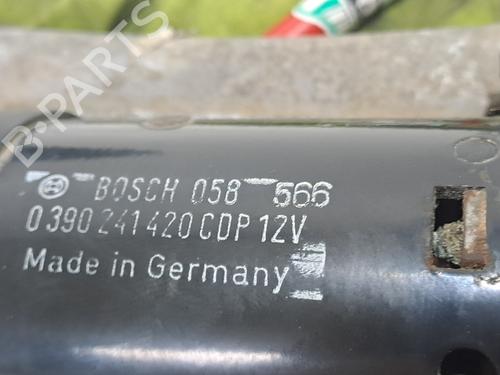 BOSCH 058 566
0 390 241 420 CDP 12V
Made in Germany
B-Parts